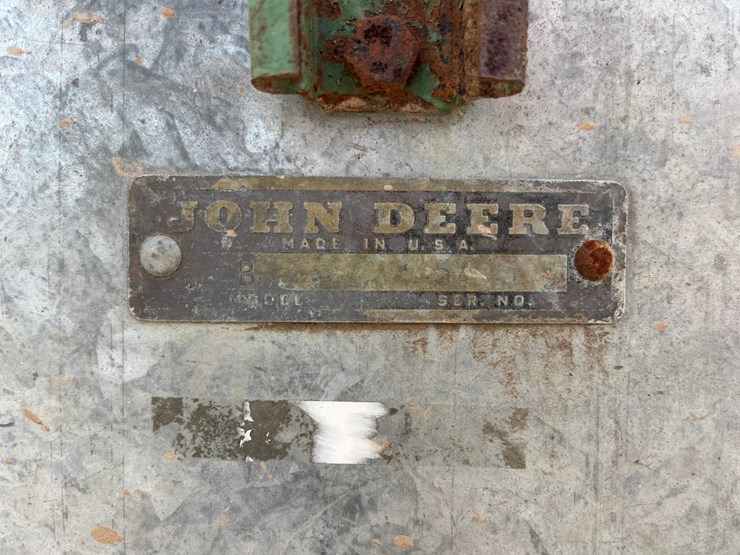 JOHN DEERE
MADE IN U.S.A.
B
MODEL SER. NO.